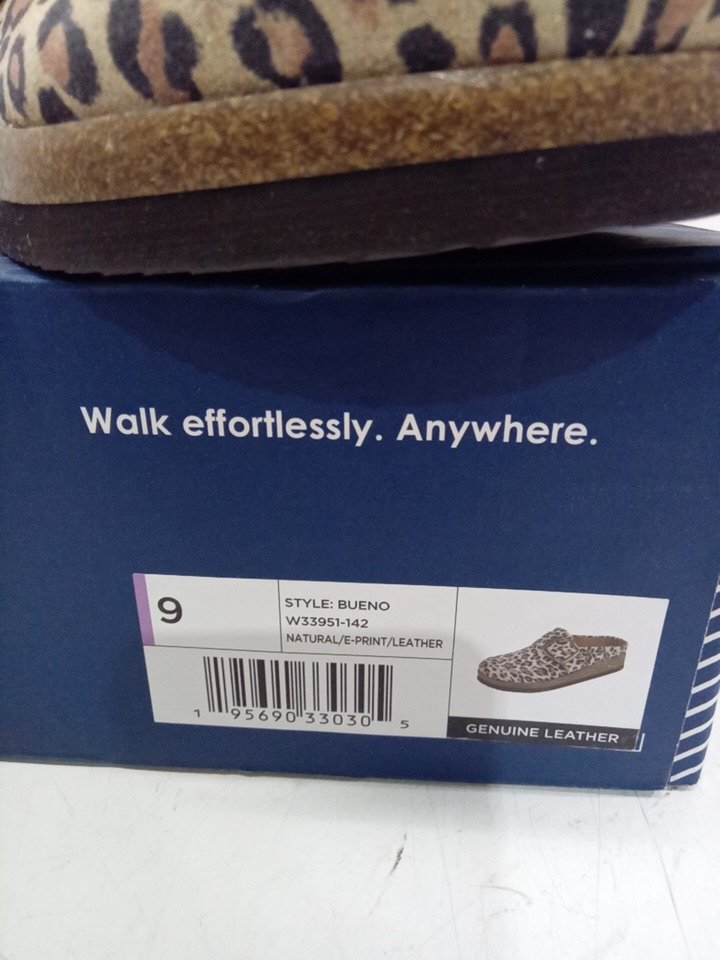 Walk effortlessly. Anywhere.
9
STYLE: BUENO
W33951-142
NATURAL/E-PRINT/LEATHER
1 95690 33030 5
GENUINE LEATHER